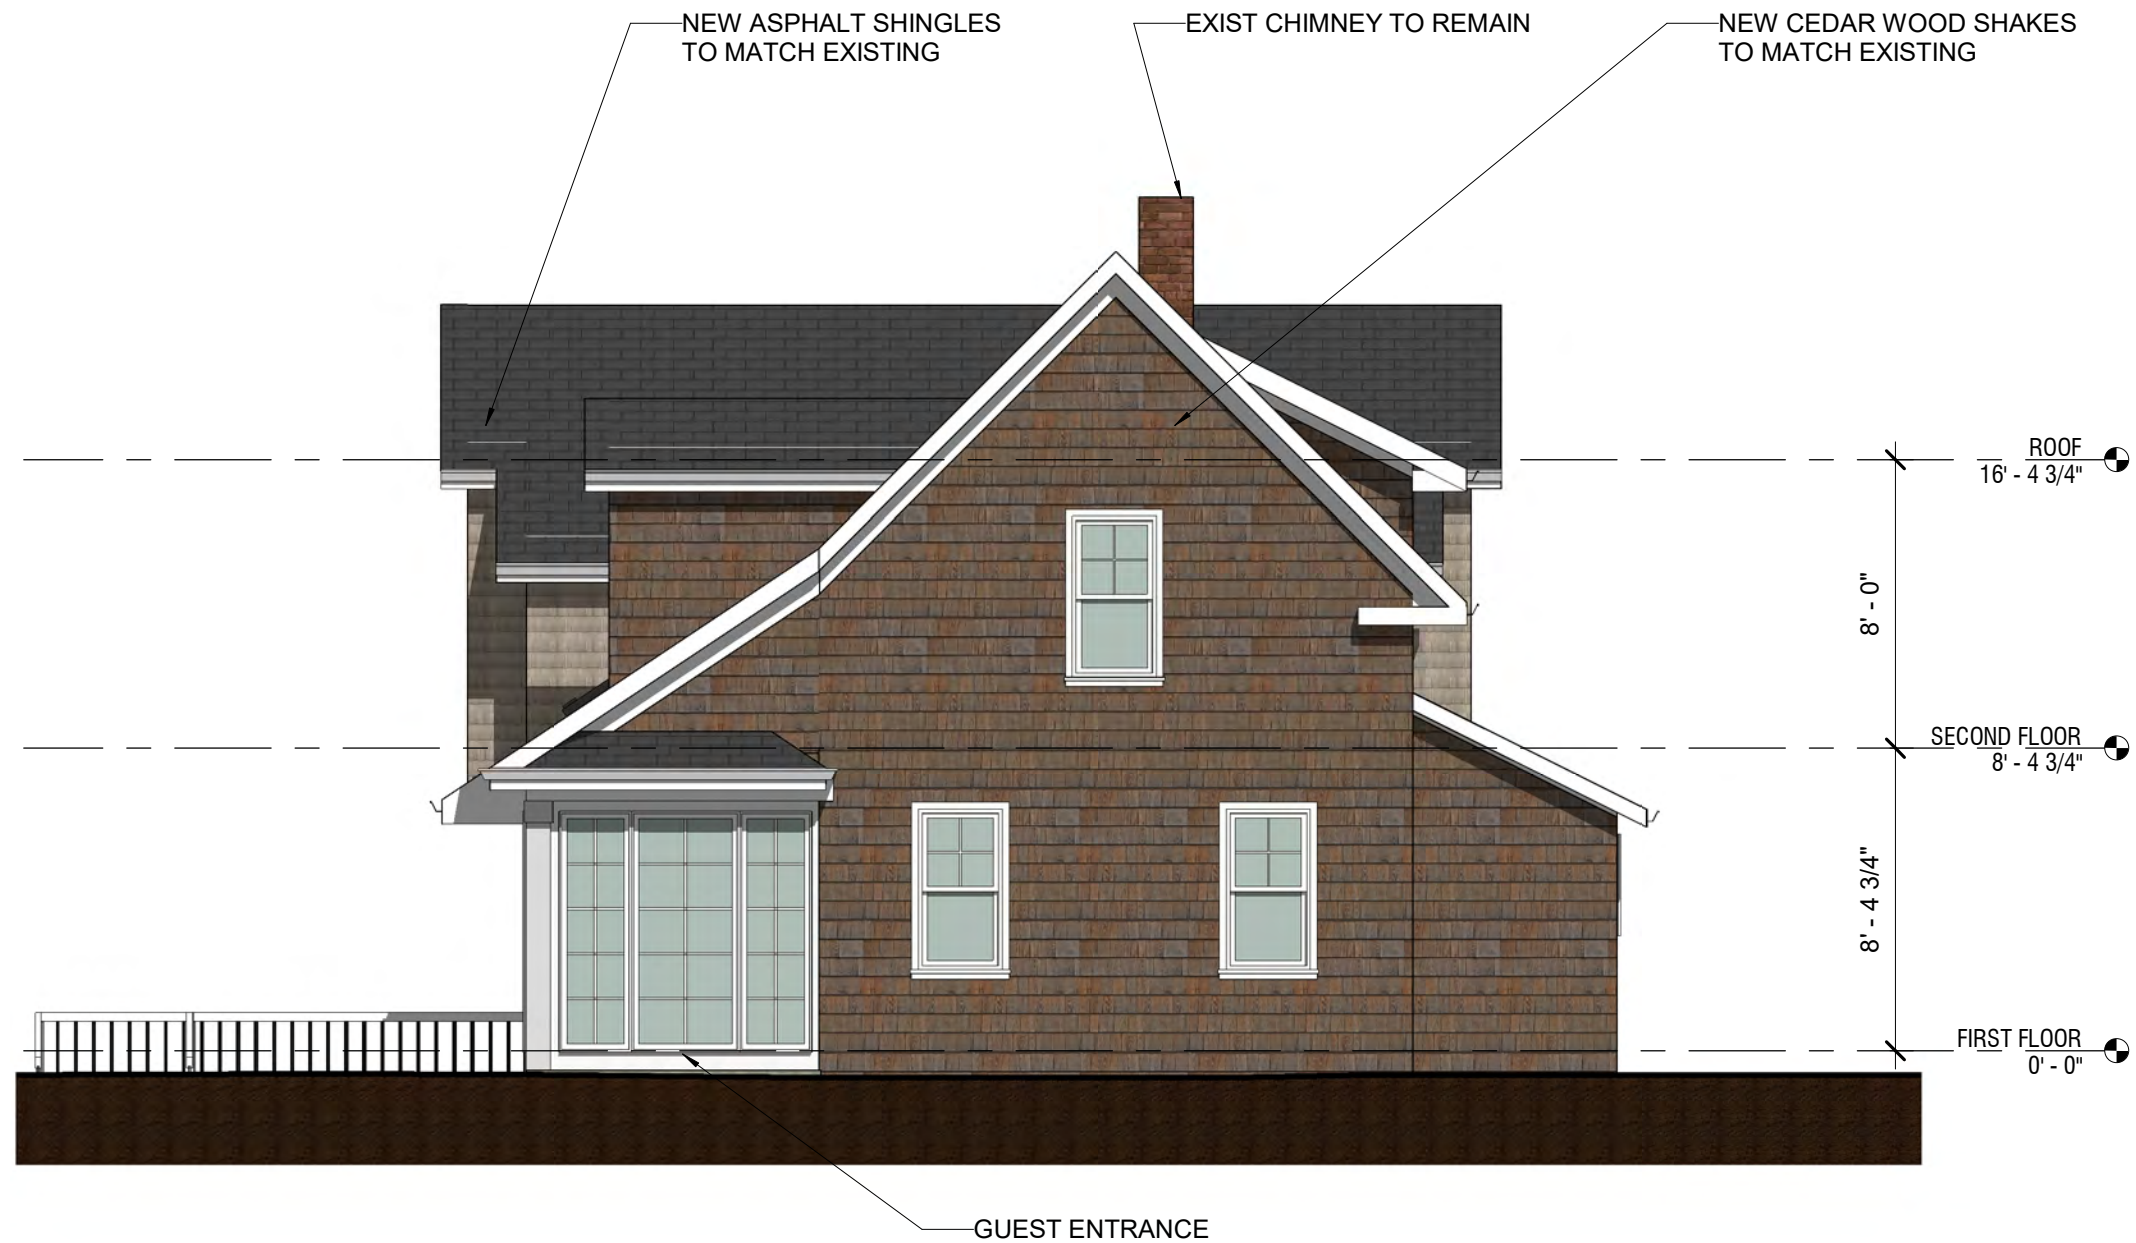 NEW ASPHALT SHINGLES
TO MATCH EXISTING
EXIST CHIMNEY TO REMAIN
NEW CEDAR WOOD SHAKES
TO MATCH EXISTING
ROOF
16' - 4 3/4"
8' - 0"
SECOND FLOOR
8' - 4 3/4"
8' - 4 3/4"
FIRST FLOOR
0' - 0"
GUEST ENTRANCE